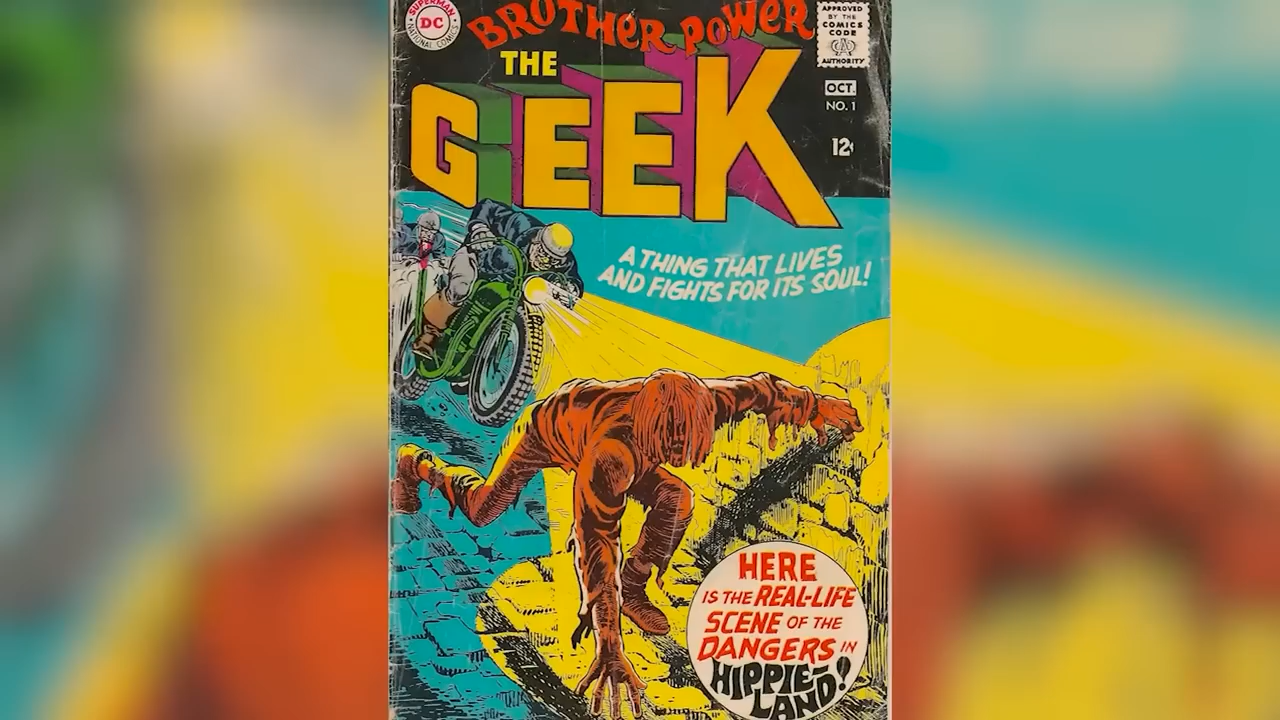 SUPERMAN
DC
NATIONAL COMICS
BROTHER POWER
THE
GEEK
APPROVED
BY THE
COMICS
CODE
CA
AUTHORITY
OCT.
NO. 1
12¢
A THING THAT LIVES
AND FIGHTS FOR ITS SOUL!
HERE
IS THE REAL-LIFE
SCENE OF THE
DANGERS IN
HIPPIE-
LAND!